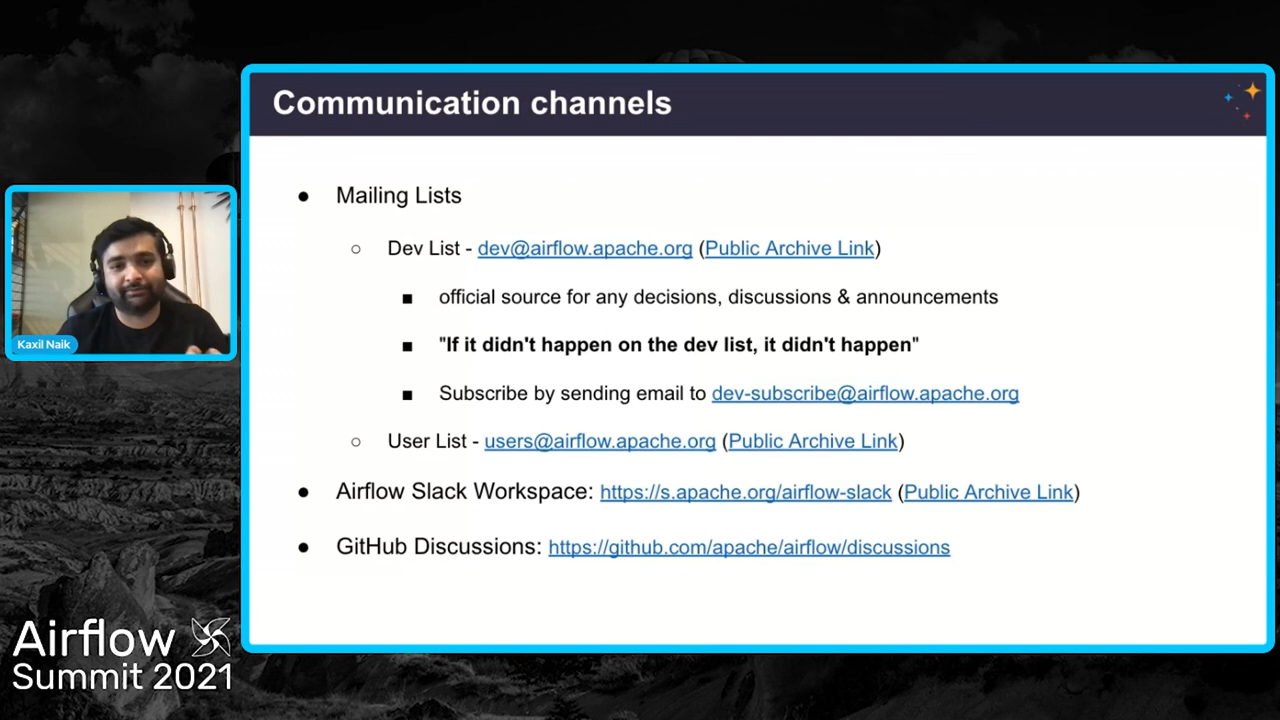 Communication channels
● Mailing Lists
○ Dev List - dev@airflow.apache.org (Public Archive Link)
■ official source for any decisions, discussions & announcements
■ "If it didn't happen on the dev list, it didn't happen"
■ Subscribe by sending email to dev-subscribe@airflow.apache.org
○ User List - users@airflow.apache.org (Public Archive Link)
● Airflow Slack Workspace: https://s.apache.org/airflow-slack (Public Archive Link)
● GitHub Discussions: https://github.com/apache/airflow/discussions
Kaxil Naik
Airflow
Summit 2021